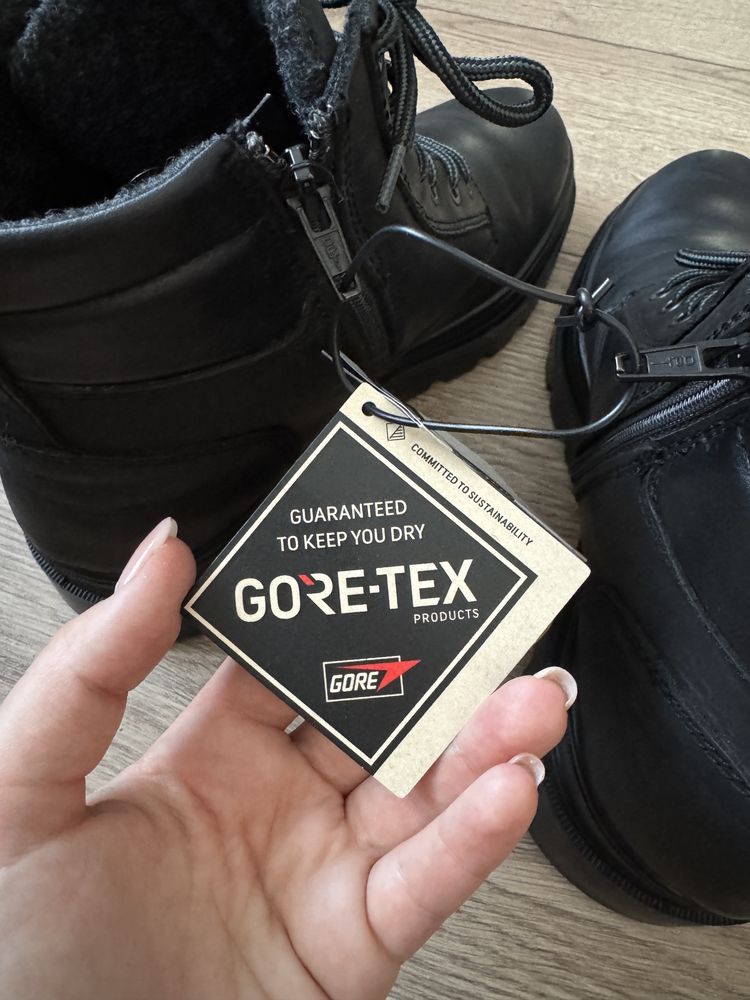 COMMITTED TO SUSTAINABILITY
GUARANTEED
TO KEEP YOU DRY
GORE-TEX
PRODUCTS
GORE